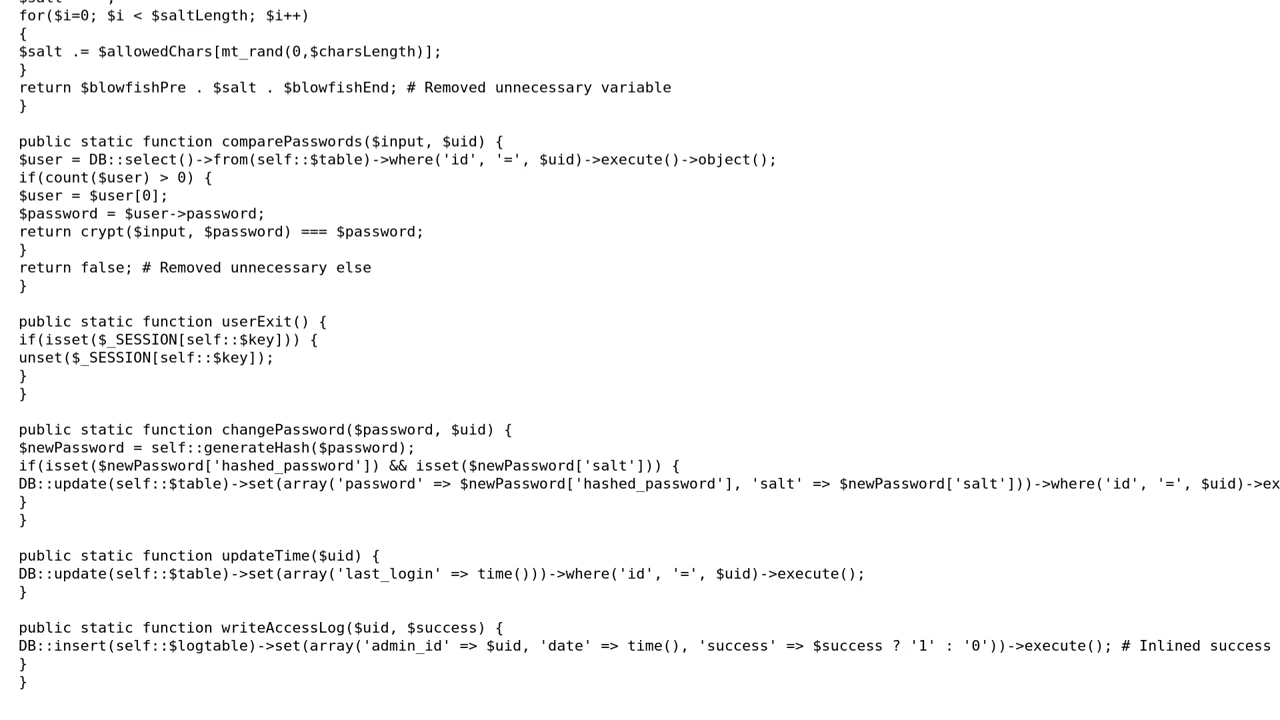 for($i=0; $i < $saltLength; $i++)
{
$salt .= $allowedChars[mt_rand(0,$charsLength)];
}
return $blowfishPre . $salt . $blowfishEnd; # Removed unnecessary variable
}
public static function comparePasswords($input, $uid) {
$user = DB::select()->from(self::$table)->where('id', '=', $uid)->execute()->object();
if(count($user) > 0) {
$user = $user[0];
$password = $user->password;
return crypt($input, $password) === $password;
}
return false; # Removed unnecessary else
}
public static function userExit() {
if(isset($_SESSION[self::$key])) {
unset($_SESSION[self::$key]);
}
}
public static function changePassword($password, $uid) {
$newPassword = self::generateHash($password);
if(isset($newPassword['hashed_password']) && isset($newPassword['salt'])) {
DB::update(self::$table)->set(array('password' => $newPassword['hashed_password'], 'salt' => $newPassword['salt']))->where('id', '=', $uid)->ex
}
}
public static function updateTime($uid) {
DB::update(self::$table)->set(array('last_login' => time()))->where('id', '=', $uid)->execute();
}
public static function writeAccessLog($uid, $success) {
DB::insert(self::$logtable)->set(array('admin_id' => $uid, 'date' => time(), 'success' => $success ? '1' : '0'))->execute(); # Inlined success
}
}